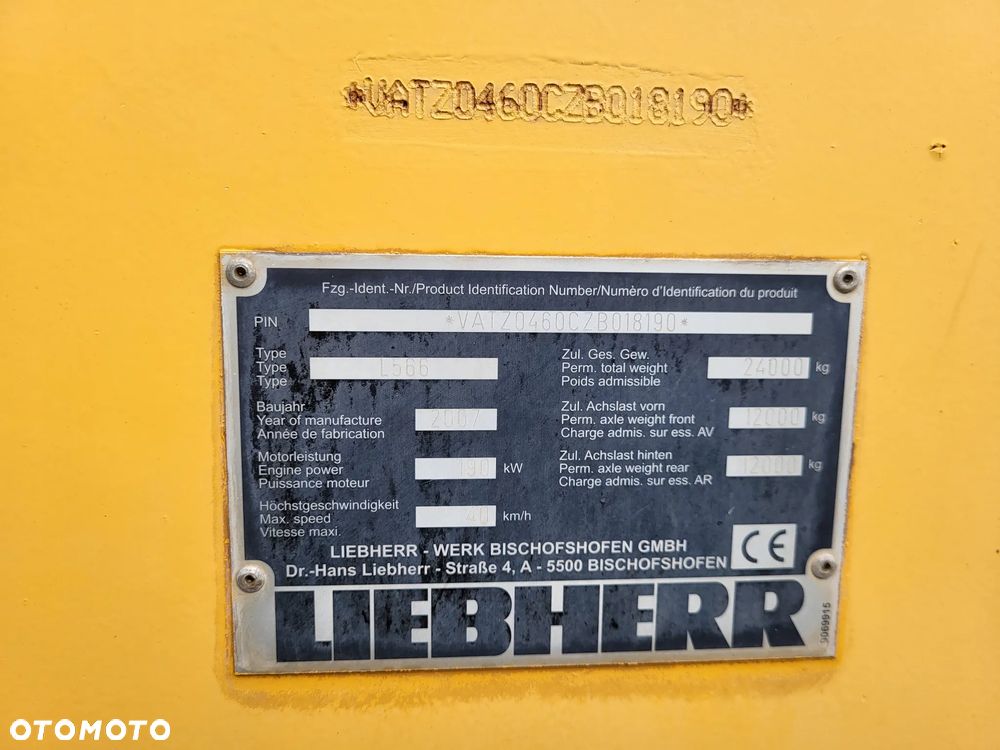 *VATZ0460CZB018190*
Fzg.-Ident.-Nr./Product Identification Number/Numèro d'Identification du produit
PIN *VATZ0460CZB018190*
Type
Type L566
Type
Zul. Ges. Gew.
Perm. total weight 24000 kg
Poids admissible
Baujahr
Year of manufacture 2007
Année de fabrication
Zul. Achslast vorn
Perm. axle weight front 12000 kg
Charge admis. sur ess. AV
Motorleistung
Engine power 190 kW
Puissance moteur
Zul. Achslast hinten
Perm. axle weight rear 12000 kg
Charge admis. sur ess. AR
Höchstgeschwindigkeit
Max. speed 40 km/h
Vitesse maxi.
LIEBHERR - WERK BISCHOFSHOFEN GMBH
Dr.-Hans Liebherr - Straße 4, A - 5500 BISCHOFSHOFEN
CE
LIEBHERR
9069915
OTOMOTO